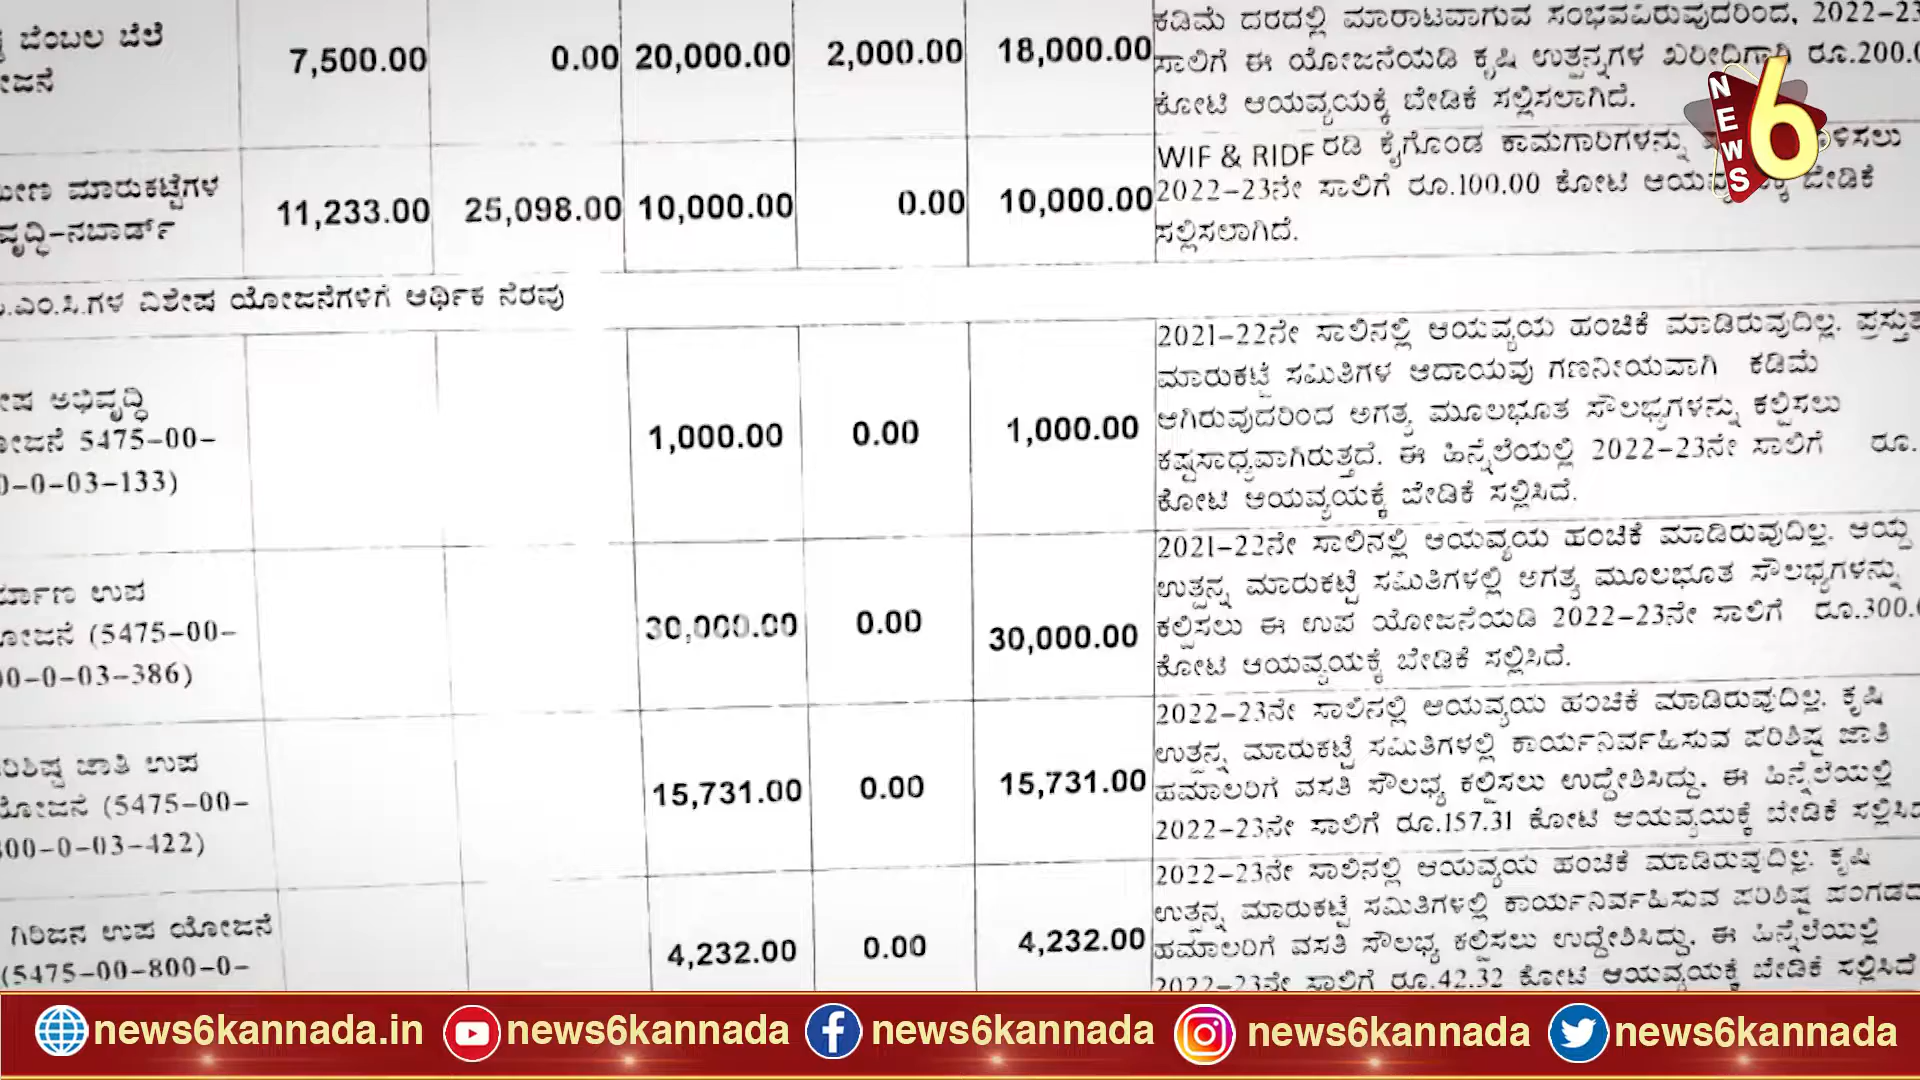 ಬೆಂಬಲ ಬೆಲೆ
7,500.00 0.00 20,000.00 2,000.00 18,000.00
ಕಡಿಮೆ ದರದಲ್ಲಿ ಮಾರಾಟವಾಗುವ ಸಂಭವವಿರುವುದರಿಂದ, 2022-23
ಸಾಲಿಗೆ ಈ ಯೋಜನೆಯಡಿ ಕೃಷಿ ಉತ್ಪನ್ನಗಳ ಖರೀದಿಗಾಗಿ ರೂ.200.
ಕೋಟಿ ಆಯವ್ಯಯಕ್ಕೆ ಬೇಡಿಕೆ ಸಲ್ಲಿಸಲಾಗಿದೆ.
ಮಾರುಕಟ್ಟೆಗಳ
ವೃದ್ಧಿ-ನಬಾರ್ಡ್
11,233.00 25,098.00 10,000.00 0.00 10,000.00
WIF & RIDF ರಡಿ ಕೈಗೊಂಡ ಕಾಮಗಾರಿಗಳನ್ನು
2022-23ನೇ ಸಾಲಿಗೆ ರೂ.100.00 ಕೋಟಿ ಬೇಡಿಕೆ
ಸಲ್ಲಿಸಲಾಗಿದೆ.
.ಎಂ.ಸಿ.ಗಳ ವಿಶೇಷ ಯೋಜನೆಗಳಿಗೆ ಆರ್ಥಿಕ ನೆರವು
ಅಭಿವೃದ್ಧಿ
5475-00-
0-0-03-133)
1,000.00 0.00 1,000.00
2021-22ನೇ ಸಾಲಿನಲ್ಲಿ ಆಯವ್ಯಯ ಹಂಚಿಕೆ ಮಾಡಿರುವುದಿಲ್ಲ. ಪ್ರಸ್ತುತ
ಮಾರುಕಟ್ಟೆ ಸಮಿತಿಗಳ ಆದಾಯವು ಗಣನೀಯವಾಗಿ ಕಡಿಮೆ
ಆಗಿರುವುದರಿಂದ ಅಗತ್ಯ ಮೂಲಭೂತ ಸೌಲಭ್ಯಗಳನ್ನು ಕಲ್ಪಿಸಲು
ಕಷ್ಟಸಾಧ್ಯವಾಗಿರುತ್ತದೆ. ಈ ಹಿನ್ನೆಲೆಯಲ್ಲಿ 2022-23ನೇ ಸಾಲಿಗೆ ರೂ.
ಕೋಟಿ ಆಯವ್ಯಯಕ್ಕೆ ಬೇಡಿಕೆ ಸಲ್ಲಿಸಿದೆ.
ಉಪ
(5475-00-
00-0-03-386)
30,000.00 0.00 30,000.00
2021-22ನೇ ಸಾಲಿನಲ್ಲಿ ಆಯವ್ಯಯ ಹಂಚಿಕೆ ಮಾಡಿರುವುದಿಲ್ಲ. ಆಯ್ದ
ಉತ್ಪನ್ನ ಮಾರುಕಟ್ಟೆ ಸಮಿತಿಗಳಲ್ಲಿ ಅಗತ್ಯ ಮೂಲಭೂತ ಸೌಲಭ್ಯಗಳನ್ನು
ಕಲ್ಪಿಸಲು ಈ ಉಪ ಯೋಜನೆಯಡಿ 2022-23ನೇ ಸಾಲಿಗೆ ರೂ.300.
ಕೋಟಿ ಆಯವ್ಯಯಕ್ಕೆ ಬೇಡಿಕೆ ಸಲ್ಲಿಸಿದೆ.
ಜಾತಿ ಉಪ
(5475-00-
00-0-03-422)
15,731.00 0.00 15,731.00
2022-23ನೇ ಸಾಲಿನಲ್ಲಿ ಆಯವ್ಯಯ ಹಂಚಿಕೆ ಮಾಡಿರುವುದಿಲ್ಲ. ಕೃಷಿ
ಉತ್ಪನ್ನ ಮಾರುಕಟ್ಟೆ ಸಮಿತಿಗಳಲ್ಲಿ ಕಾರ್ಯನಿರ್ವಹಿಸುವ ಪರಿಶಿಷ್ಟ ಜಾತಿ
ಹಮಾಲರಿಗೆ ವಸತಿ ಸೌಲಭ್ಯ ಕಲ್ಪಿಸಲು ಉದ್ದೇಶಿಸಿದ್ದು. ಈ ಹಿನ್ನೆಲೆಯಲ್ಲಿ
2022-23ನೇ ಸಾಲಿಗೆ ರೂ.157.31 ಕೋಟಿ ಆಯವ್ಯಯಕ್ಕೆ ಬೇಡಿಕೆ ಸಲ್ಲಿಸಿದೆ
ಗಿರಿಜನ ಉಪ ಯೋಜನೆ
(5475-00-800-0-
4,232.00 0.00 4,232.00
2022-23ನೇ ಸಾಲಿನಲ್ಲಿ ಆಯವ್ಯಯ ಹಂಚಿಕೆ ಮಾಡಿರುವುದಿಲ್ಲ. ಕೃಷಿ
ಉತ್ಪನ್ನ ಮಾರುಕಟ್ಟೆ ಸಮಿತಿಗಳಲ್ಲಿ ಕಾರ್ಯನಿರ್ವಹಿಸುವ ಪರಿಶಿಷ್ಟ ಪಂಗಡದ
ಹಮಾಲರಿಗೆ ವಸತಿ ಸೌಲಭ್ಯ ಕಲ್ಪಿಸಲು ಉದ್ದೇಶಿಸಿದ್ದು. ಈ ಹಿನ್ನೆಲೆಯಲ್ಲಿ
2022-23ನೇ ಸಾಲಿಗೆ ರೂ.42.32 ಕೋಟಿ ಆಯವ್ಯಯಕ್ಕೆ ಬೇಡಿಕೆ ಸಲ್ಲಿಸಿದೆ
NEWS 6
news6kannada.in news6kannada news6kannada news6kannada news6kannada